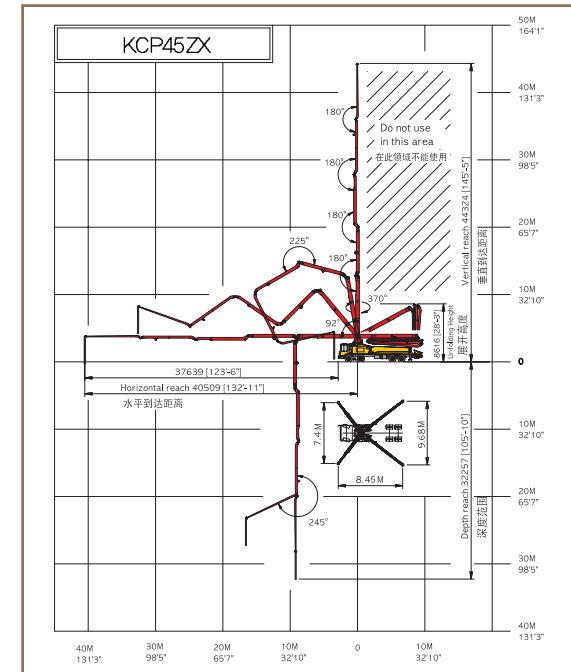 KCP45ZX
50M
164'1"
40M
131'3"
30M
98'5"
20M
65'7"
10M
32'10"
0
10M
32'10"
20M
65'7"
30M
98'5"
40M
131'3"
180°
Do not use
in this area
在此领域不能使用
180°
180°
225°
180°
370°
92°
Vertical reach 44324 [145'-5"]
垂直到达距离
8616 [28'-3"]
Unfolding Height
展开高度
37639 [123'-6"]
Horizontal reach 40509 [132'-11"]
水平到达距离
7.4 M
9.68 M
8.45 M
Depth reach 32257 [105'-10"]
深度范围
245°
40M
131'3"
30M
98'5"
20M
65'7"
10M
32'10"
0
10M
32'10"